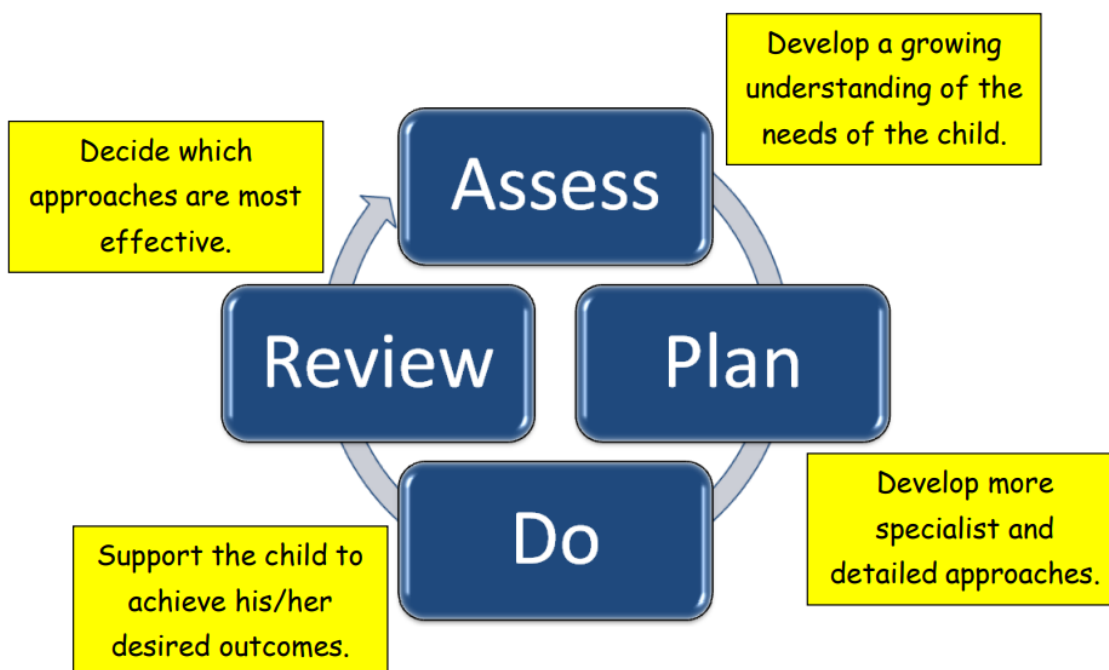 Assess
Develop a growing
understanding of the
needs of the child.
Plan
Develop more
specialist and
detailed approaches.
Do
Support the child to
achieve his/her
desired outcomes.
Review
Decide which
approaches are most
effective.